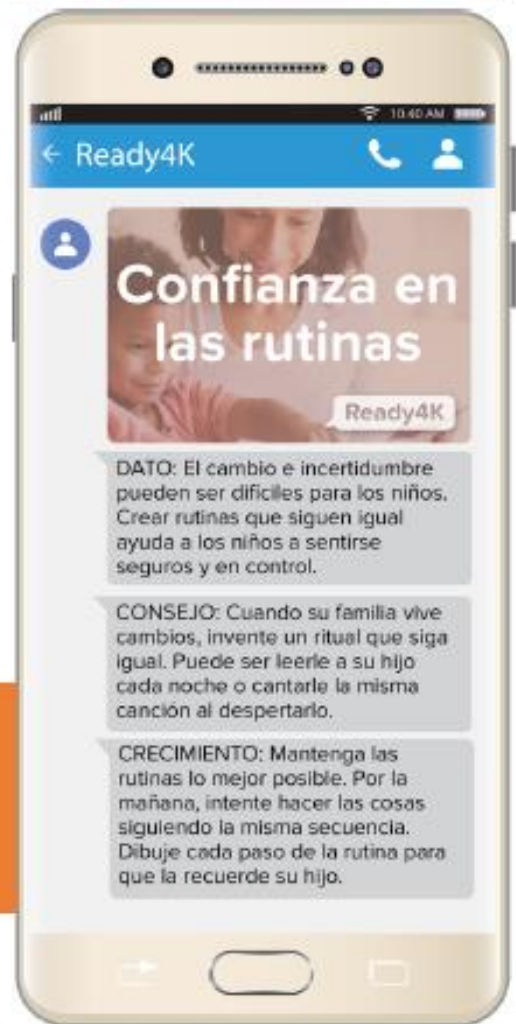 10:40 AM
Ready4K
Confianza en
las rutinas
Ready4K
DATO: El cambio e incertidumbre
pueden ser difíciles para los niños.
Crear rutinas que siguen igual
ayuda a los niños a sentirse
seguros y en control.
CONSEJO: Cuando su familia vive
cambios, invente un ritual que siga
igual. Puede ser leerle a su hijo
cada noche o cantarle la misma
canción al despertarlo.
CRECIMIENTO: Mantenga las
rutinas lo mejor posible. Por la
mañana, intente hacer las cosas
siguiendo la misma secuencia.
Dibuje cada paso de la rutina para
que la recuerde su hijo.